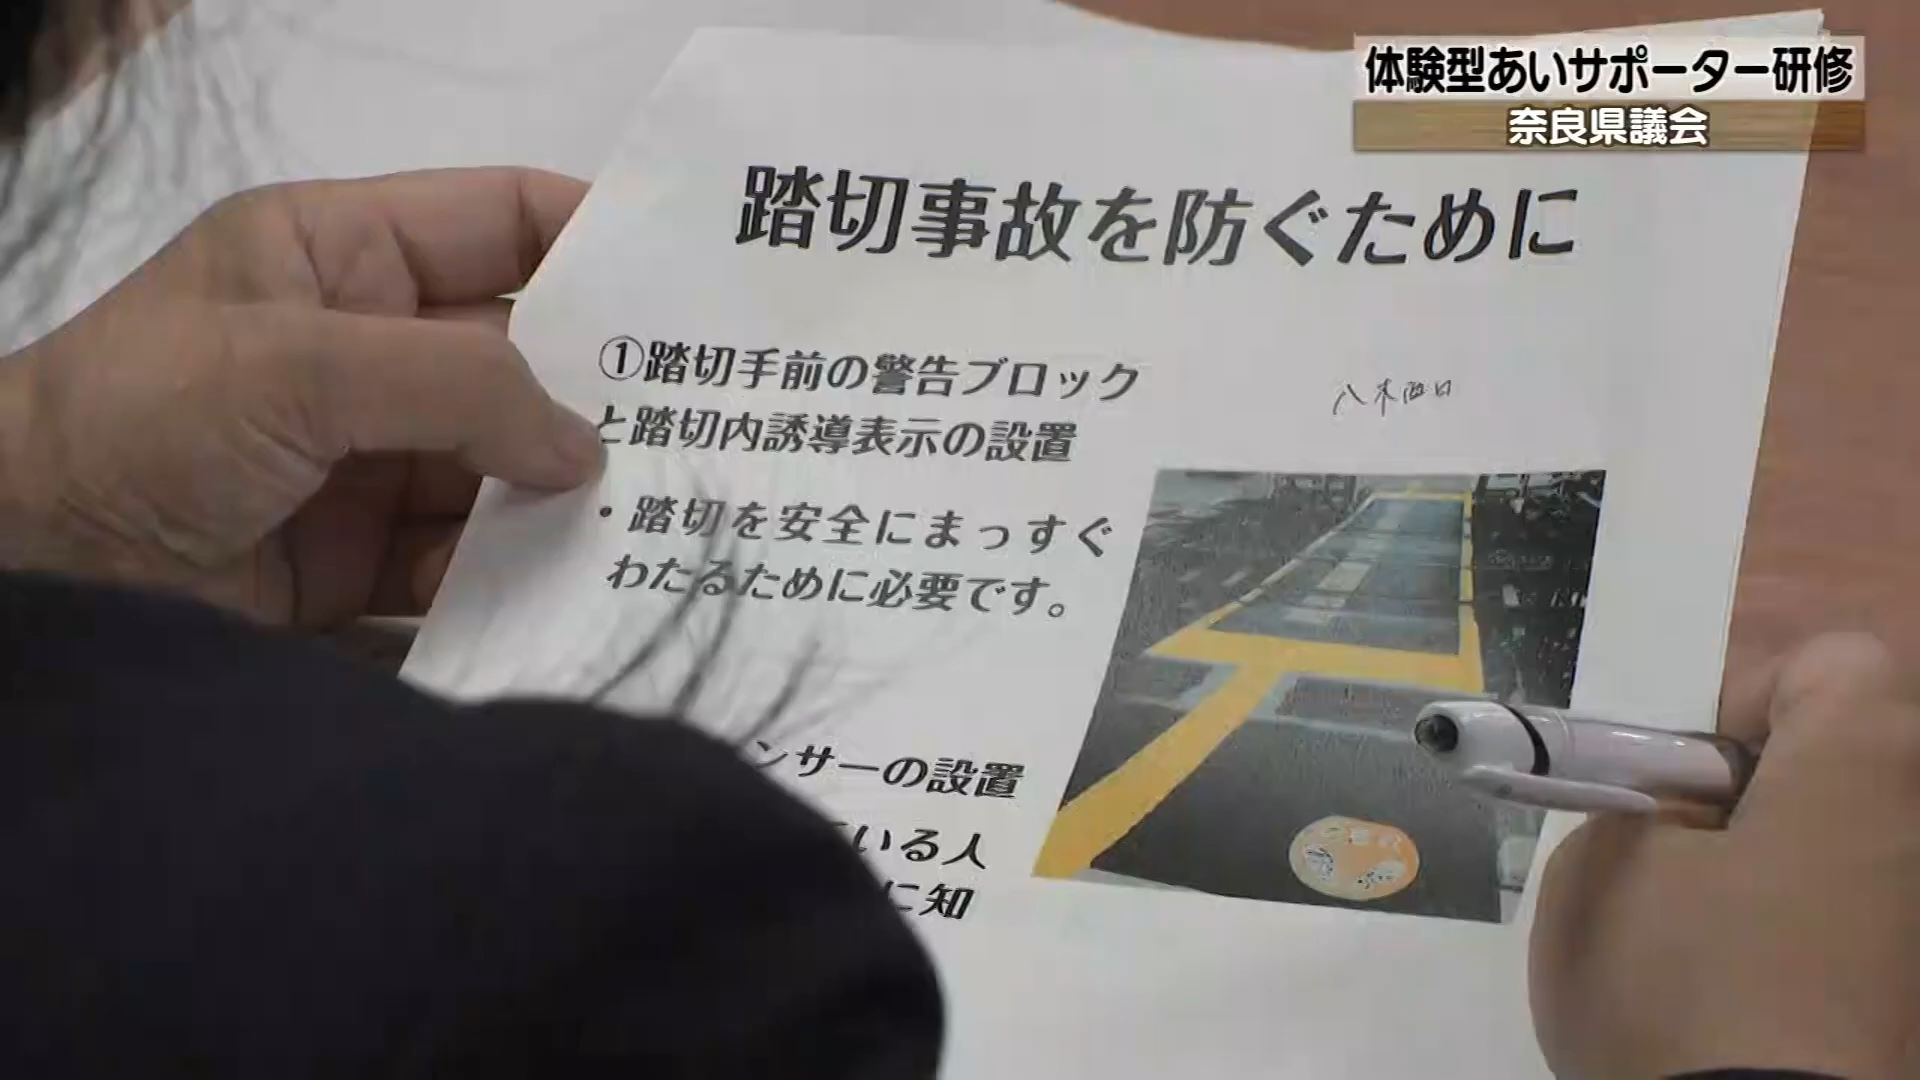 体験型あいサポーター研修
奈良県議会
踏切事故を防ぐために
①踏切手前の警告ブロック
と踏切内誘導表示の設置
八木西口
・踏切を安全にまっすぐ
わたるために必要です。
ンサーの設置
いる人
に知